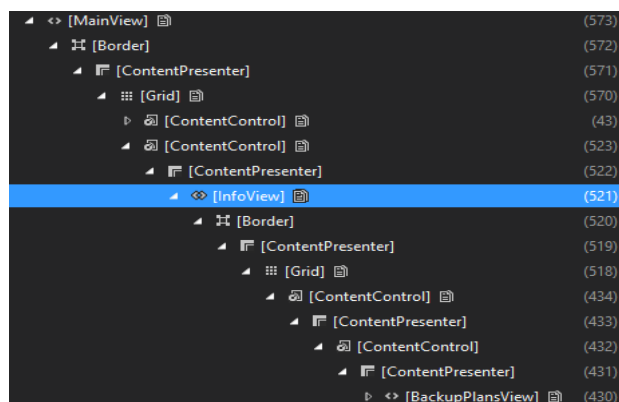 [MainView] (573)
[Border] (572)
[ContentPresenter] (571)
[Grid] (570)
[ContentControl] (43)
[ContentControl] (523)
[ContentPresenter] (522)
[InfoView] (521)
[Border] (520)
[ContentPresenter] (519)
[Grid] (518)
[ContentControl] (434)
[ContentPresenter] (433)
[ContentControl] (432)
[ContentPresenter] (431)
[BackupPlansView] (430)